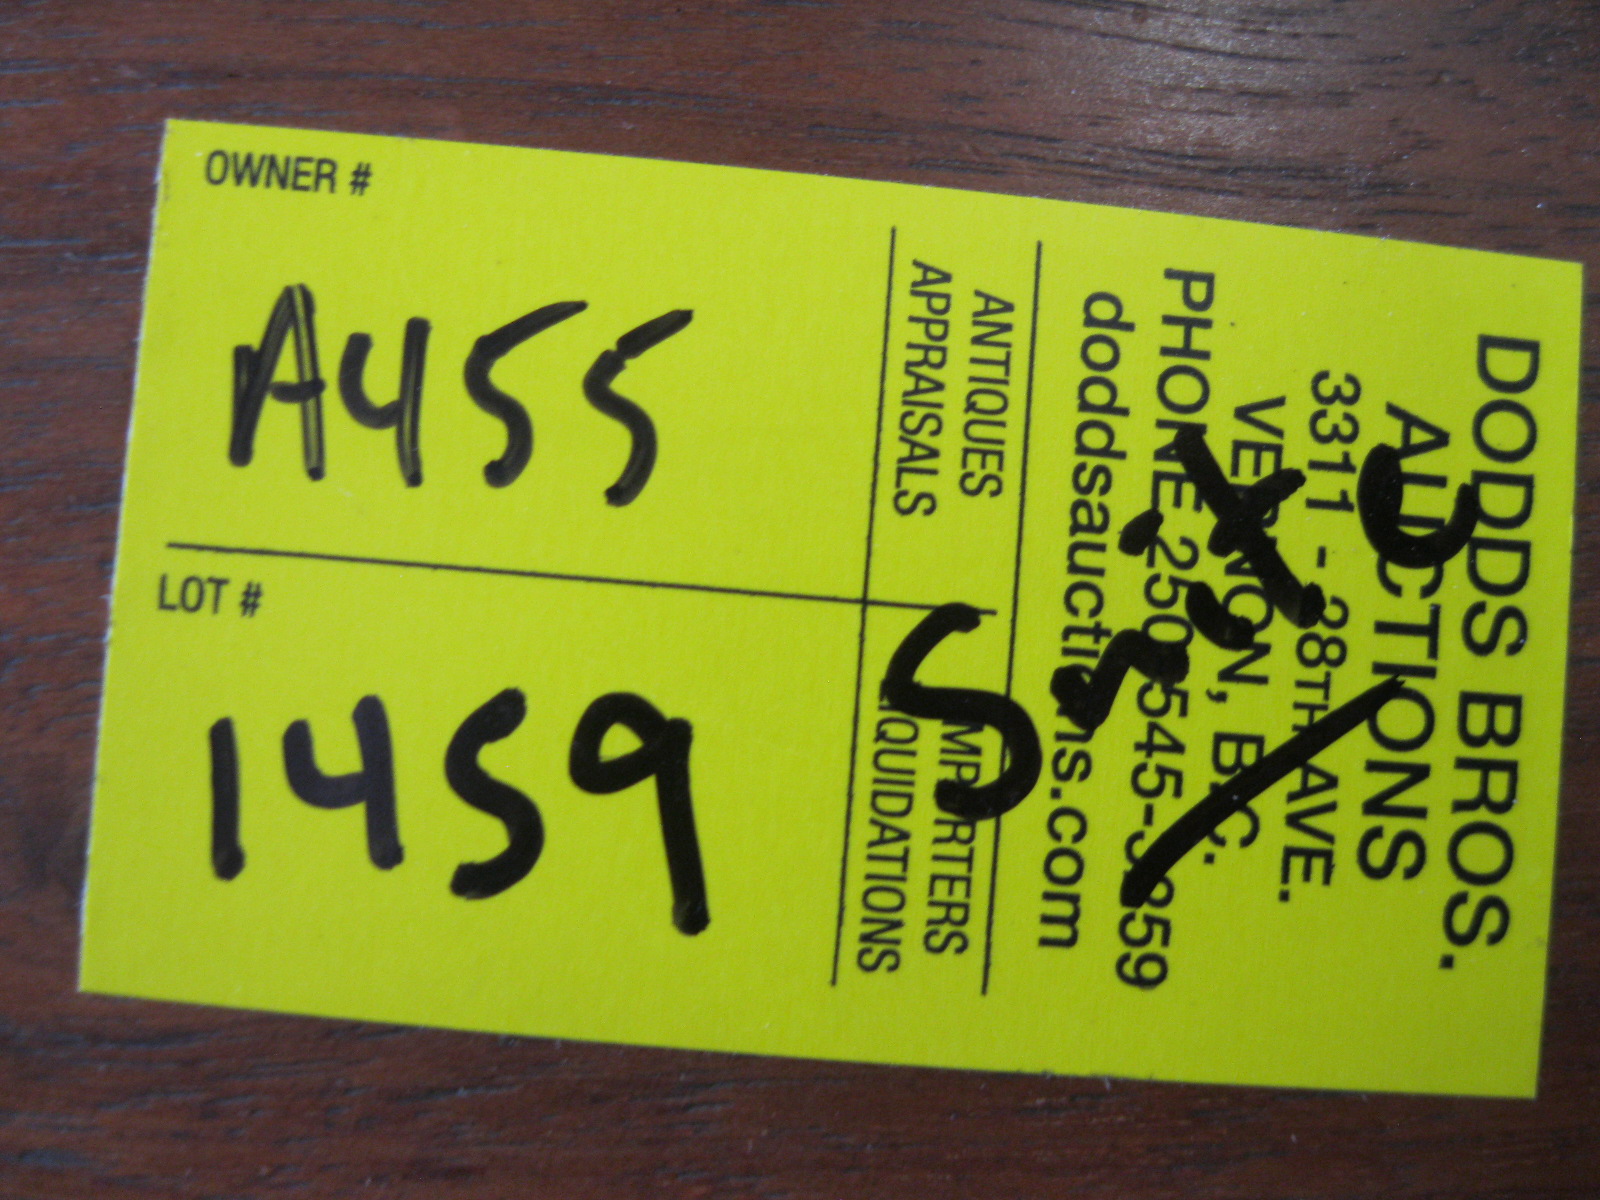 DODDS BROS.
AUCTIONS
3311 - 28TH AVE.
VERNON, B.C.
PHONE 250 545-3259
doddsauctions.com
ANTIQUES
APPRAISALS
IMPORTERS
LIQUIDATIONS
OWNER #
A455
LOT #
1459